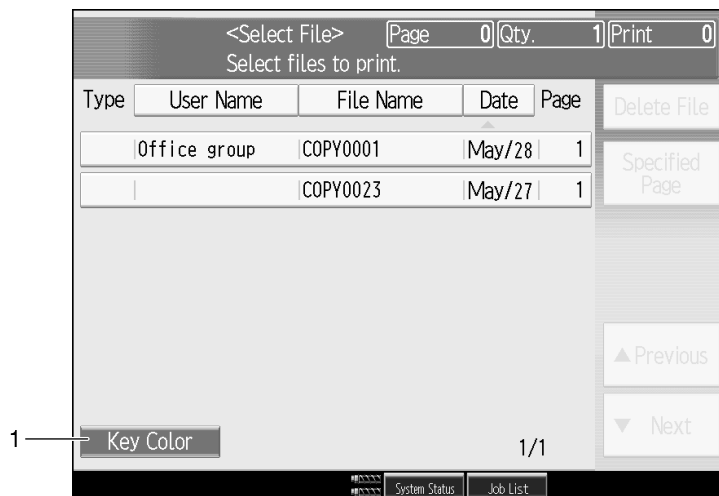 <Select File> Page 0 Qty. 1 Print 0
Select files to print.
Type User Name File Name Date Page
Delete File
Office group COPY0001 May/28 1
Specified
Page
COPY0023 May/27 1
▲ Previous
▼ Next
1 Key Color 1/1
System Status Job List